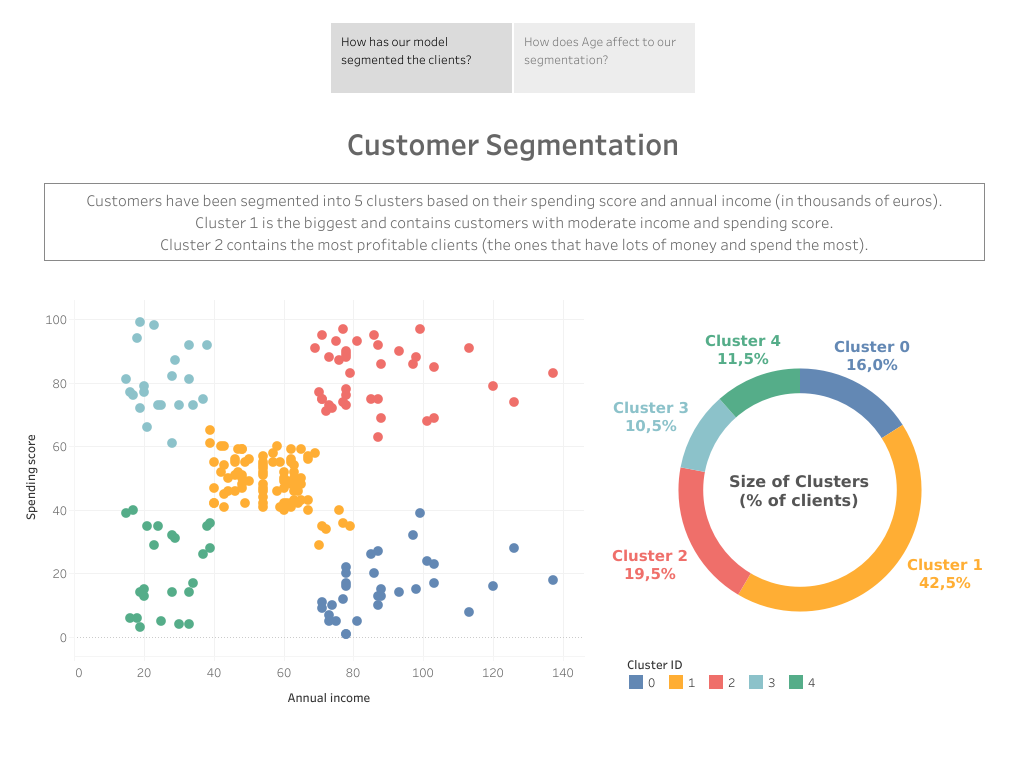 How has our model
segmented the clients?
How does Age affect to our
segmentation?
Customer Segmentation
Customers have been segmented into 5 clusters based on their spending score and annual income (in thousands of euros).
Cluster 1 is the biggest and contains customers with moderate income and spending score.
Cluster 2 contains the most profitable clients (the ones that have lots of money and spend the most).
Spending score
100
80
60
40
20
0
0 20 40 60 80 100 120 140
Annual income
Cluster 4
11,5%
Cluster 0
16,0%
Cluster 3
10,5%
Size of Clusters
(% of clients)
Cluster 2
19,5%
Cluster 1
42,5%
Cluster ID
0 1 2 3 4